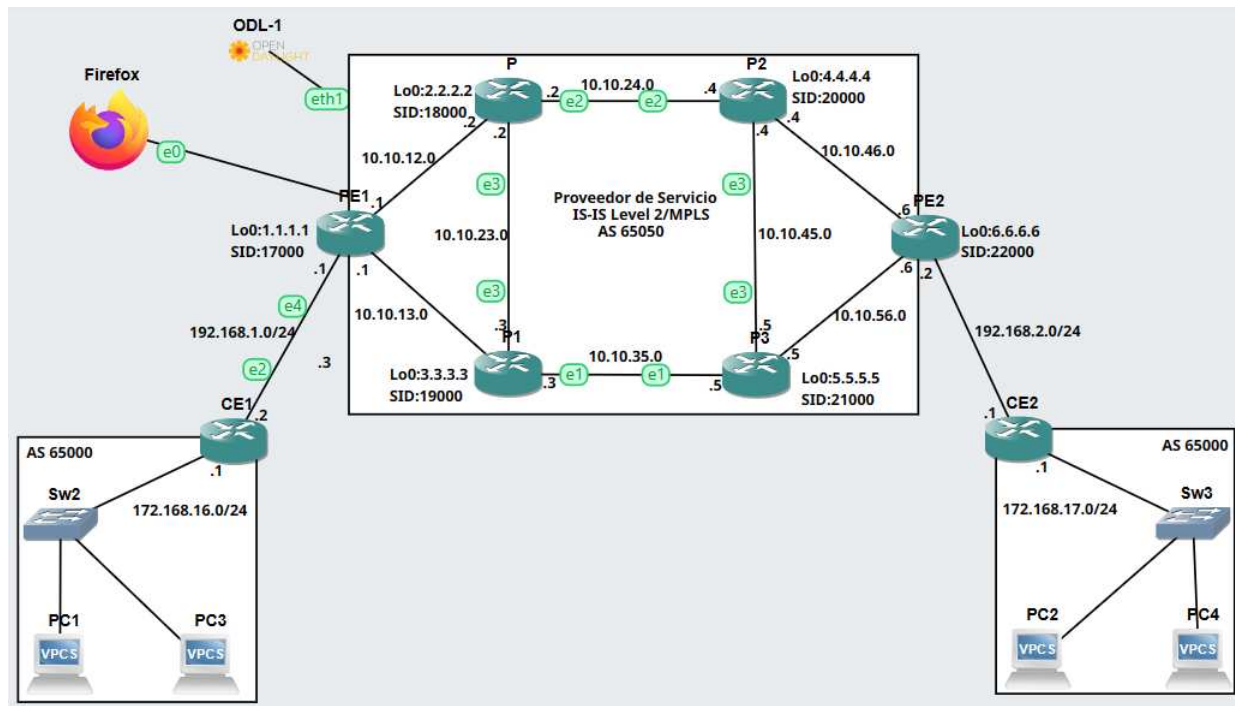 ODL-1
OPEN
DAYLIGHT
Firefox
eth1
e0
P
P2
Lo0:2.2.2.2
SID:18000
.2
e2
10.10.24.0
e2
.4
Lo0:4.4.4.4
SID:20000
.2
.2
.4
.4
10.10.12.0
10.10.46.0
e3
e3
Proveedor de Servicio
IS-IS Level 2/MPLS
AS 65050
PE1
.1
Lo0:1.1.1.1
SID:17000
10.10.23.0
10.10.45.0
.6
PE2
Lo0:6.6.6.6
SID:22000
.1
.1
.6
.2
e4
e3
e3
10.10.13.0
10.10.56.0
192.168.1.0/24
192.168.2.0/24
.3
P1
.5
P3
e2
.3
Lo0:3.3.3.3
SID:19000
.3
e1
10.10.35.0
e1
.5
.5
Lo0:5.5.5.5
SID:21000
CE1
.2
.1
CE2
.1
AS 65000
.1
AS 65000
Sw2
172.168.16.0/24
172.168.17.0/24
Sw3
PC1
PC3
PC2
PC4
VPCS
VPCS
VPCS
VPCS